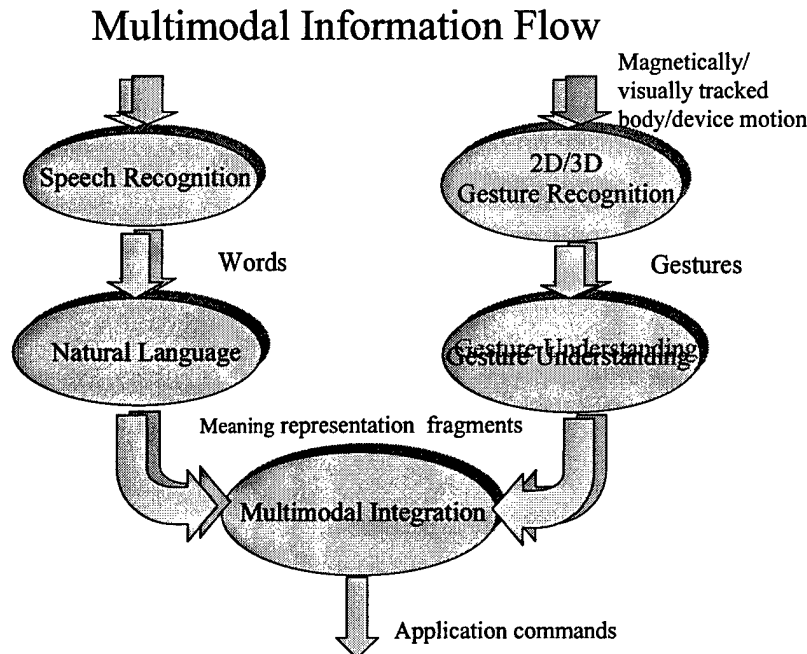 Multimodal Information Flow
Magnetically/
visually tracked
body/device motion
Speech Recognition
2D/3D
Gesture Recognition
Words
Gestures
Natural Language
Gesture Understanding
Meaning representation fragments
Multimodal Integration
Application commands